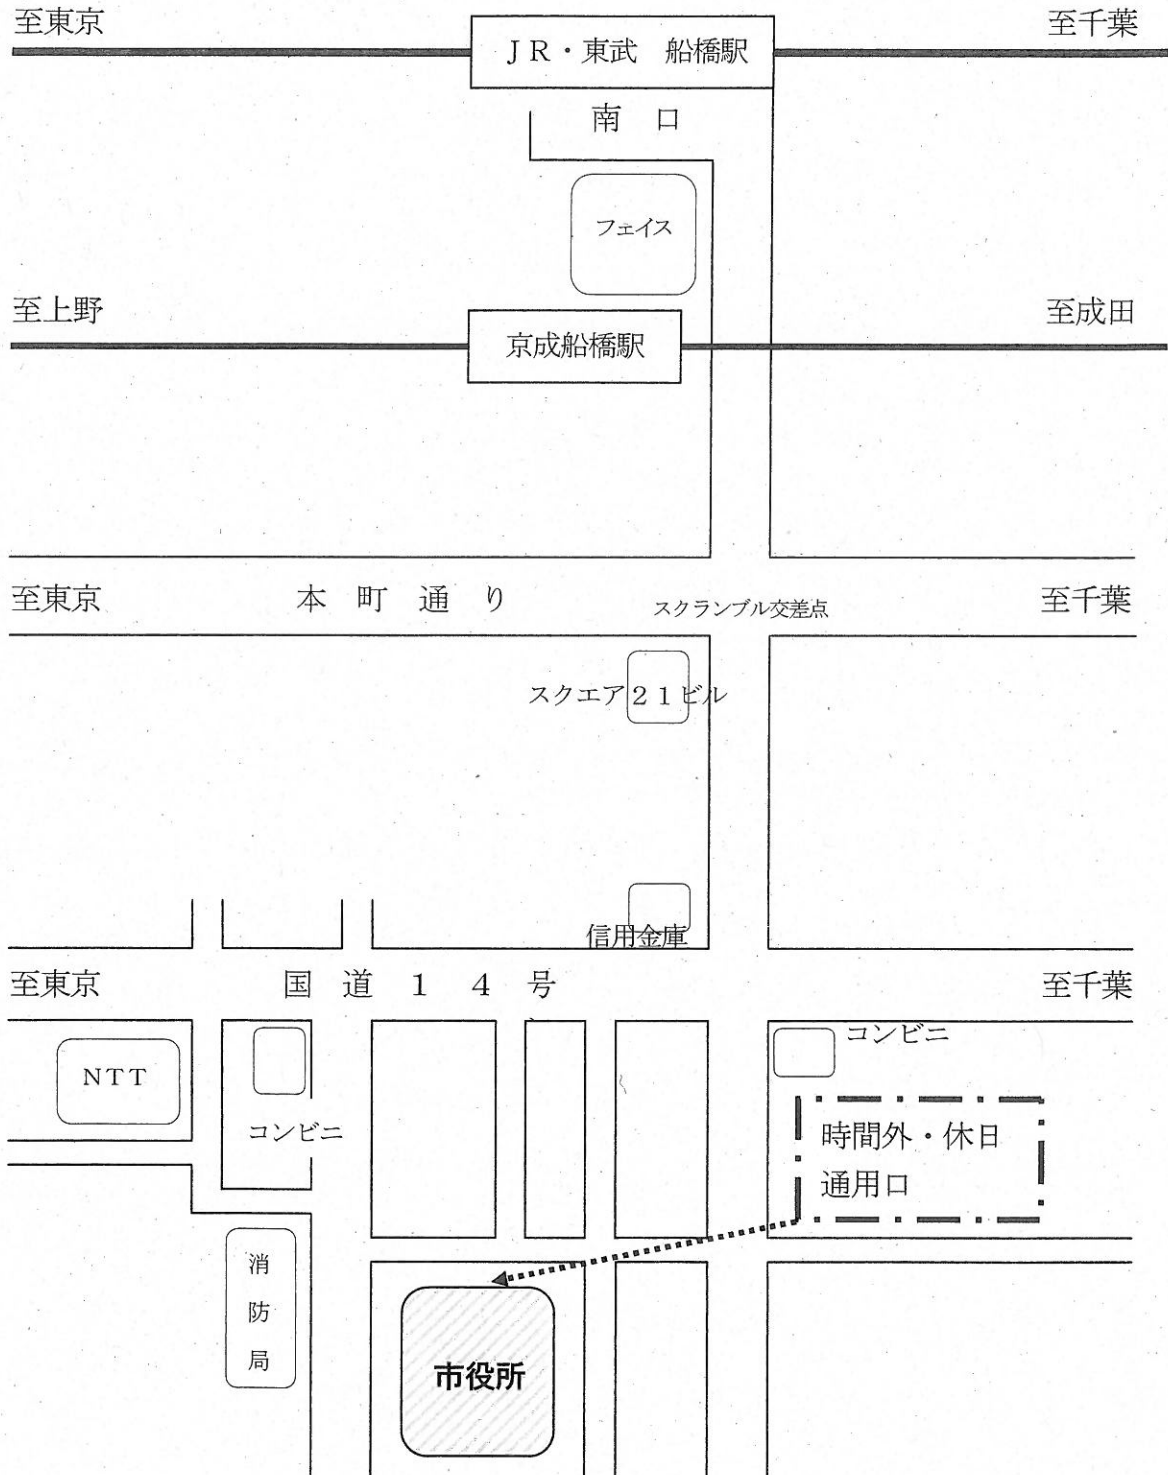 至東京
JR・東武 船橋駅
至千葉
南口
フェイス
至上野
京成船橋駅
至成田
至東京
本町通り
スクランブル交差点
至千葉
スクエア21ビル
信用金庫
至東京
国道14号
至千葉
NTT
コンビニ
コンビニ
時間外・休日
通用口
消防局
市役所